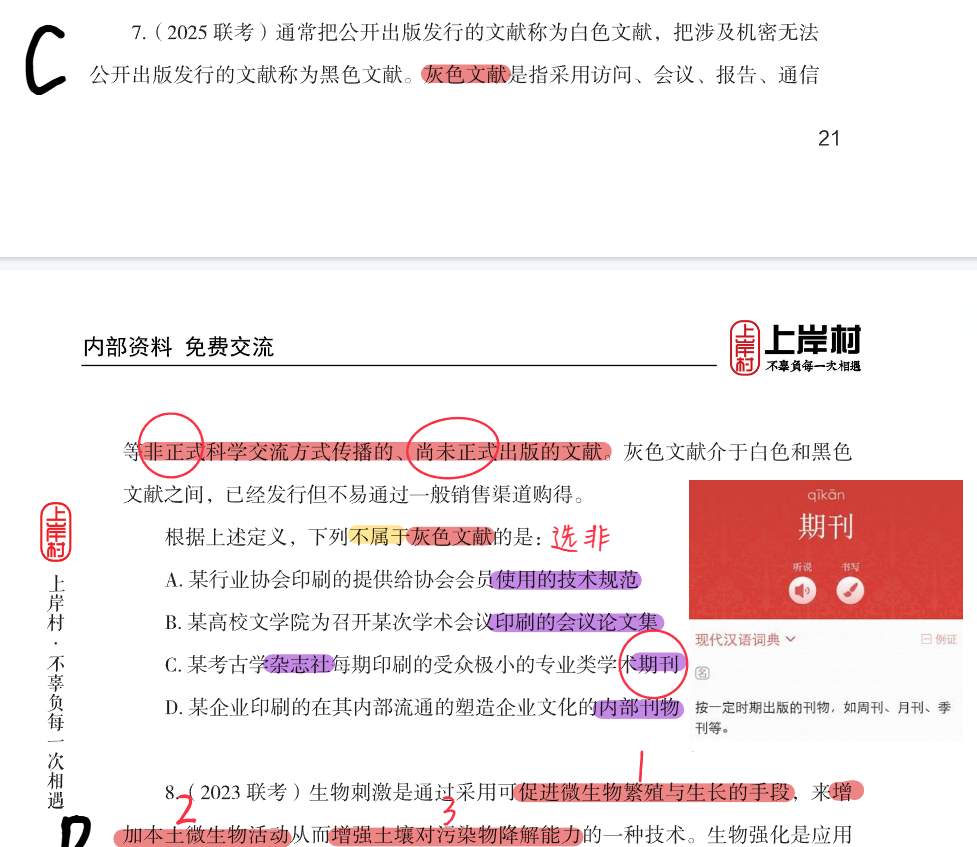 C
7.（2025 联考）通常把公开出版发行的文献称为白色文献，把涉及机密无法
公开出版发行的文献称为黑色文献。灰色文献是指采用访问、会议、报告、通信
21
内部资料 免费交流
上岸村
上岸村
不辜负每一次相遇
等非正式科学交流方式传播的、尚未正式出版的文献。灰色文献介于白色和黑色
文献之间，已经发行但不易通过一般销售渠道购得。
根据上述定义，下列不属于灰色文献的是：选非
A. 某行业协会印刷的提供给协会会员使用的技术规范
B. 某高校文学院为召开某次学术会议印刷的会议论文集
C. 某考古学杂志社每期印刷的受众极小的专业类学术期刊
D. 某企业印刷的在其内部流通的塑造企业文化的内部刊物
qīkān
期刊
听说 书写
现代汉语词典
例证
名
按一定时期出版的刊物，如周刊、月刊、季
刊等。
上岸村
上岸村·不辜负每一次相遇
1
8.（2023 联考）生物刺激是通过采用可促进微生物繁殖与生长的手段，来增
2 3
加本土微生物活动从而增强土壤对污染物降解能力的一种技术。生物强化是应用